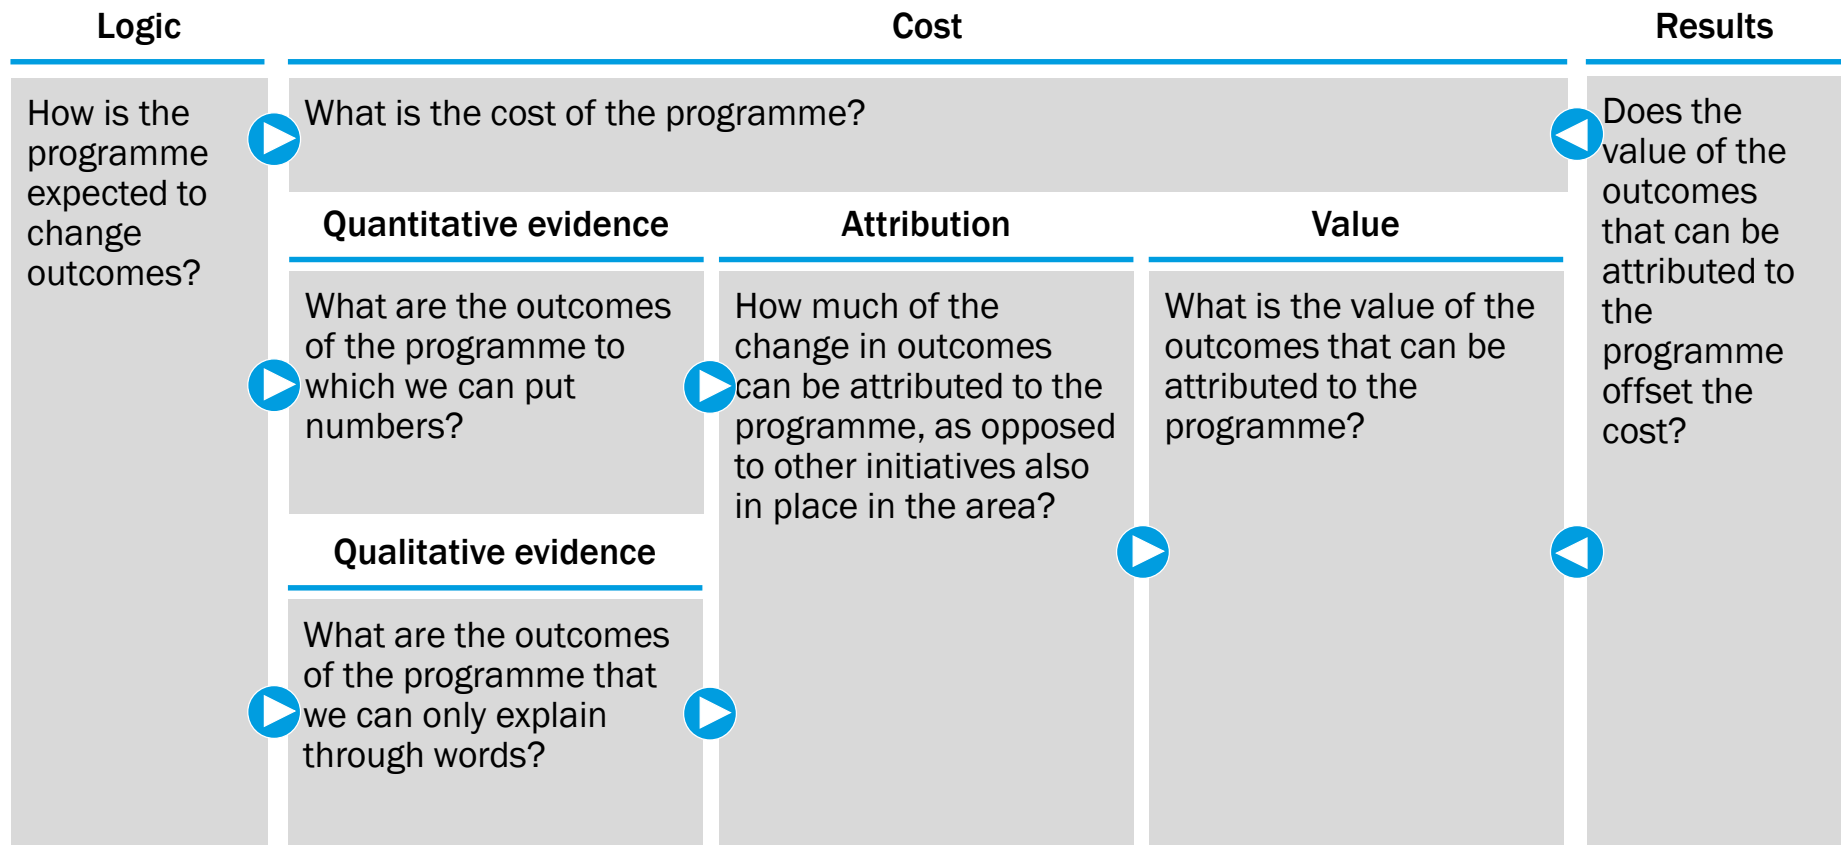 Logic
How is the
programme
expected to
change
outcomes?
Cost
What is the cost of the programme?
Quantitative evidence
What are the outcomes
of the programme to
which we can put
numbers?
Qualitative evidence
What are the outcomes
of the programme that
we can only explain
through words?
Attribution
How much of the
change in outcomes
can be attributed to the
programme, as opposed
to other initiatives also
in place in the area?
Value
What is the value of the
outcomes that can be
attributed to the
programme?
Results
Does the
value of the
outcomes
that can be
attributed to
the
programme
offset the
cost?